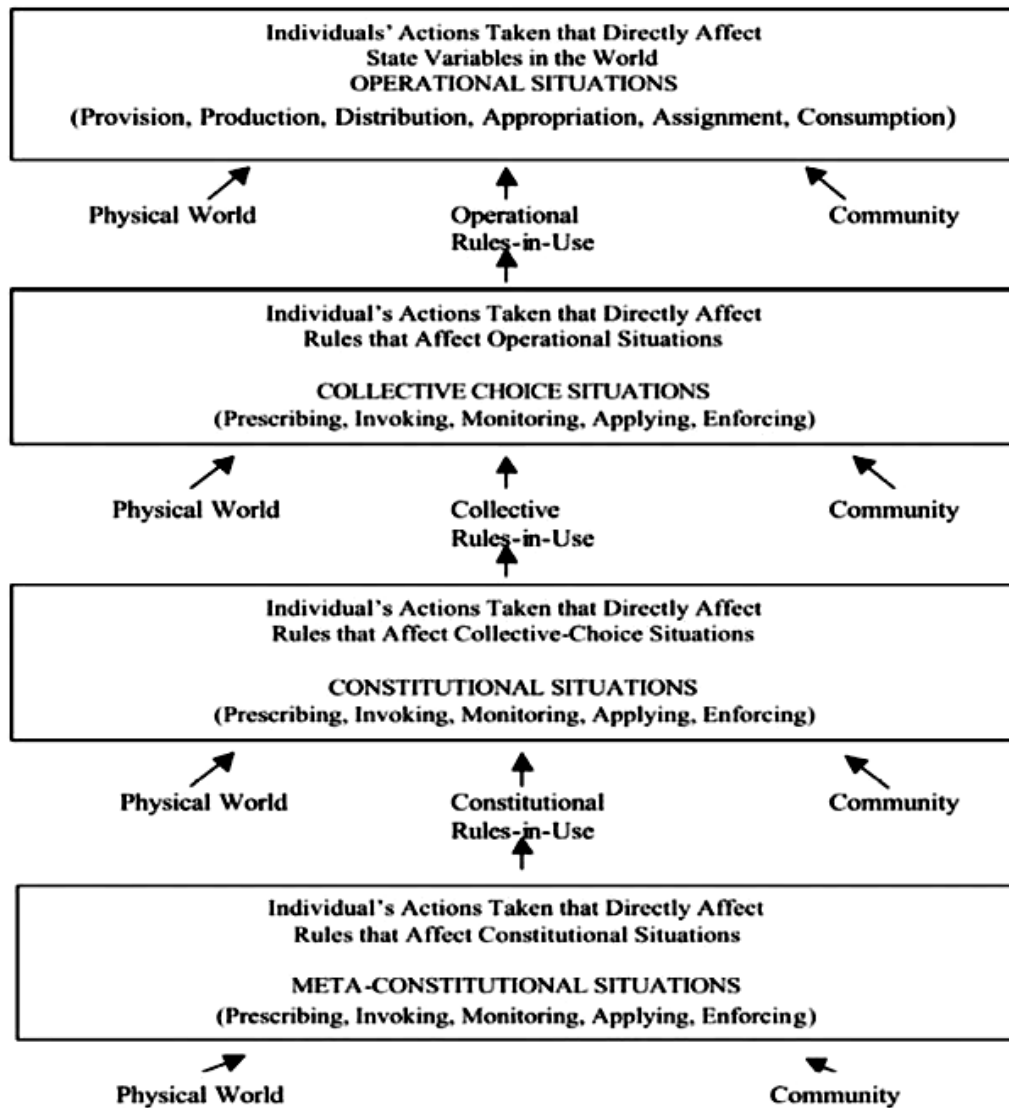 Individuals' Actions Taken that Directly Affect
State Variables in the World
OPERATIONAL SITUATIONS
(Provision, Production, Distribution, Appropriation, Assignment, Consumption)
Physical World
Operational
Rules-in-Use
Community
Individual's Actions Taken that Directly Affect
Rules that Affect Operational Situations
COLLECTIVE CHOICE SITUATIONS
(Prescribing, Invoking, Monitoring, Applying, Enforcing)
Physical World
Collective
Rules-in-Use
Community
Individual's Actions Taken that Directly Affect
Rules that Affect Collective-Choice Situations
CONSTITUTIONAL SITUATIONS
(Prescribing, Invoking, Monitoring, Applying, Enforcing)
Physical World
Constitutional
Rules-in-Use
Community
Individual's Actions Taken that Directly Affect
Rules that Affect Constitutional Situations
META-CONSTITUTIONAL SITUATIONS
(Prescribing, Invoking, Monitoring, Applying, Enforcing)
Physical World
Community